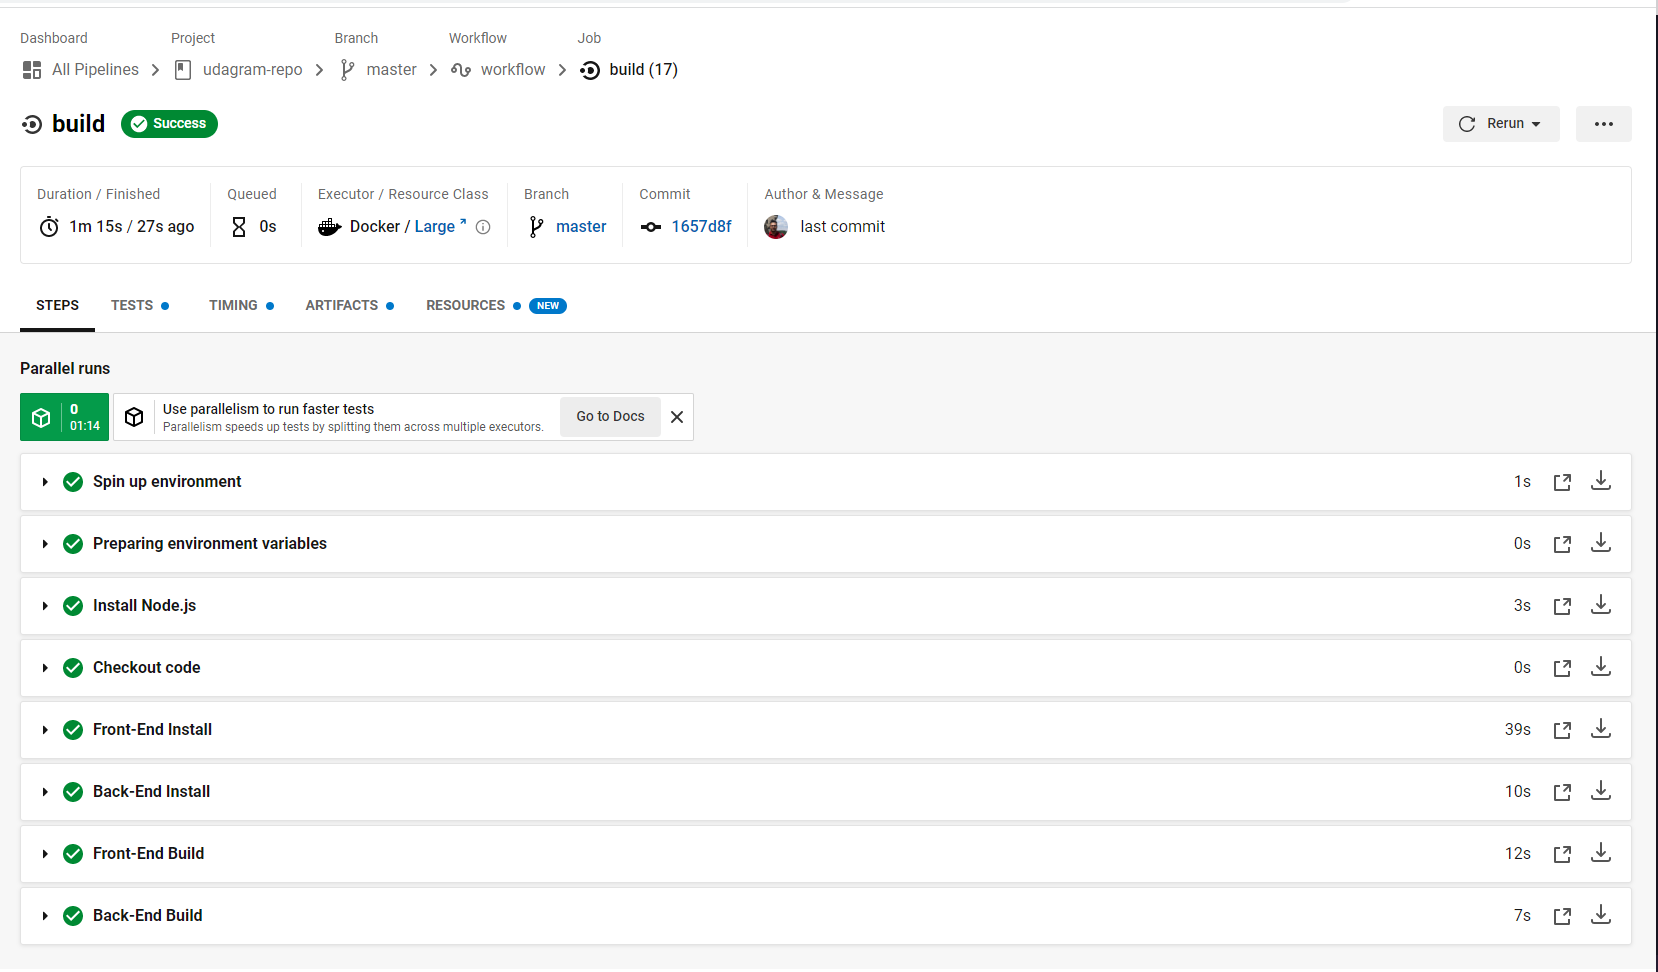 Dashboard Project Branch Workflow Job
All Pipelines udagram-repo master workflow build (17)
build Success Rerun
Duration / Finished Queued Executor / Resource Class Branch Commit Author & Message
1m 15s / 27s ago 0s Docker / Large master 1657d8f last commit
STEPS TESTS TIMING ARTIFACTS RESOURCES NEW
Parallel runs
0
01:14
Use parallelism to run faster tests
Parallelism speeds up tests by splitting them across multiple executors.
Go to Docs
Spin up environment 1s
Preparing environment variables 0s
Install Node.js 3s
Checkout code 0s
Front-End Install 39s
Back-End Install 10s
Front-End Build 12s
Back-End Build 7s